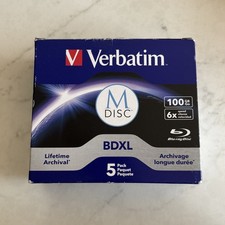 Verbatim
M
DISC
100 GB
6x
Blu-ray Disc
BDXL
Lifetime
Archival*
Archivage
longue durée*
5 Pack
Paquet
Paquete